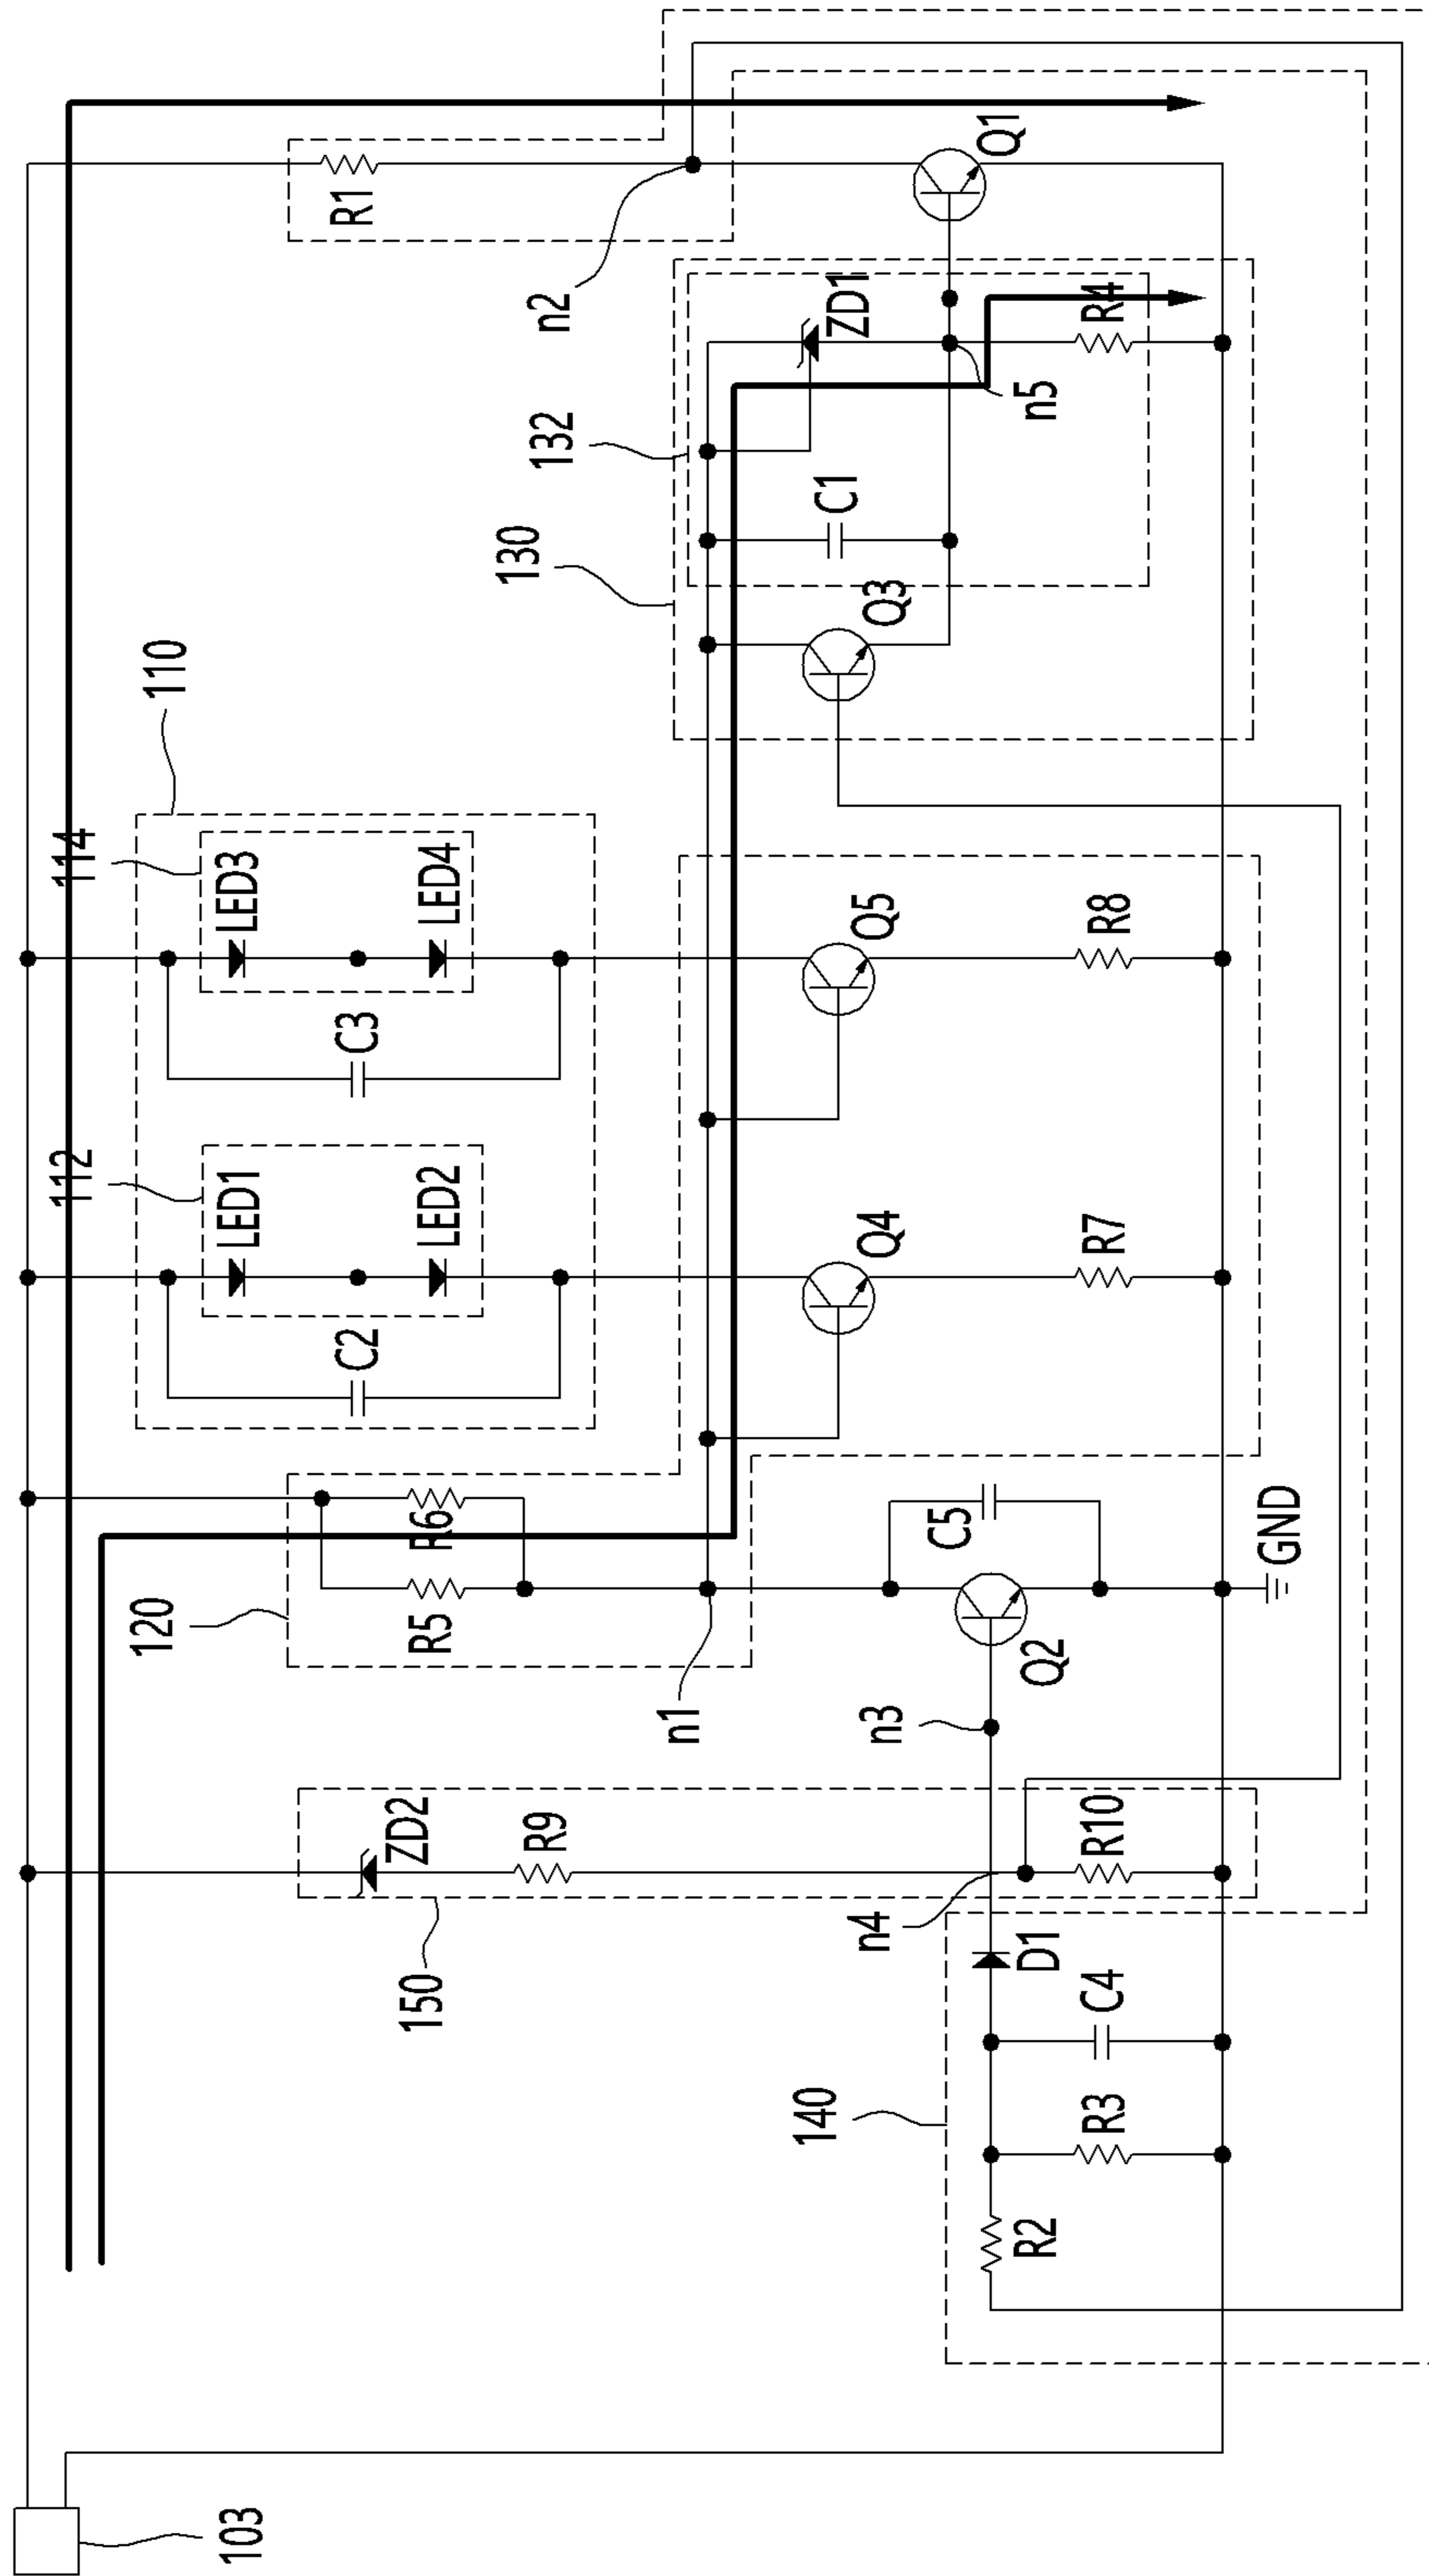 103
110
112
LED1
LED2
C2
114
LED3
LED4
C3
R1
n2
120
R5
R6
n1
130
132
ZD1
C1
Q3
n5
R4
Q1
150
ZD2
R9
n4
R10
n3
Q2
C5
GND
Q4
R7
Q5
R8
140
R2
R3
C4
D1